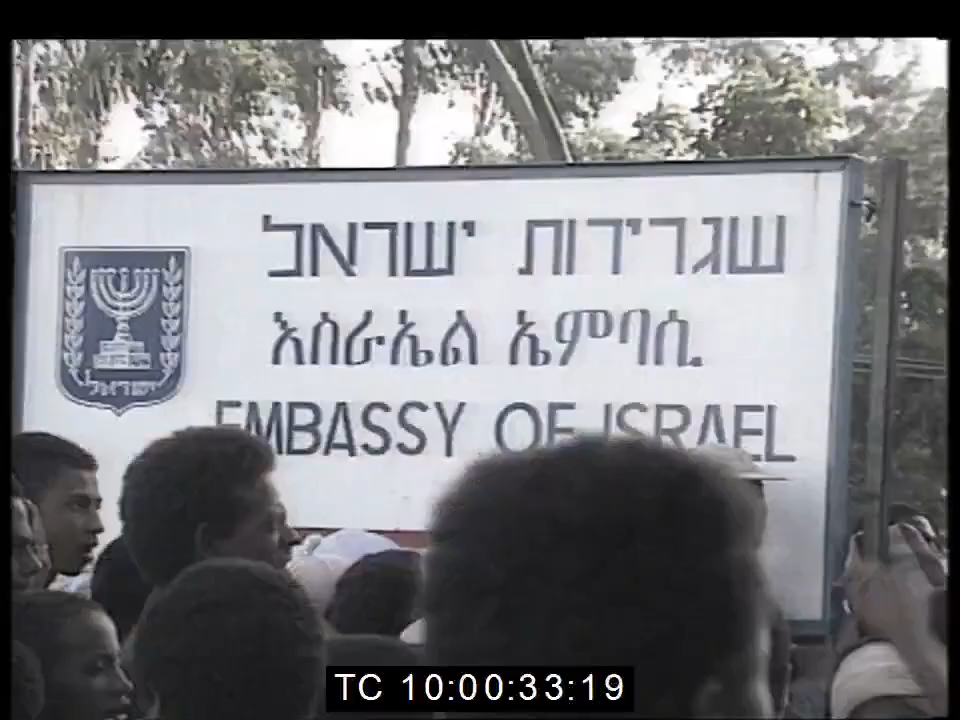 שגרירות ישראל
እስራኤል ኤምባሲ
EMBASSY OF ISRAEL
ישראל
TC 10:00:33:19